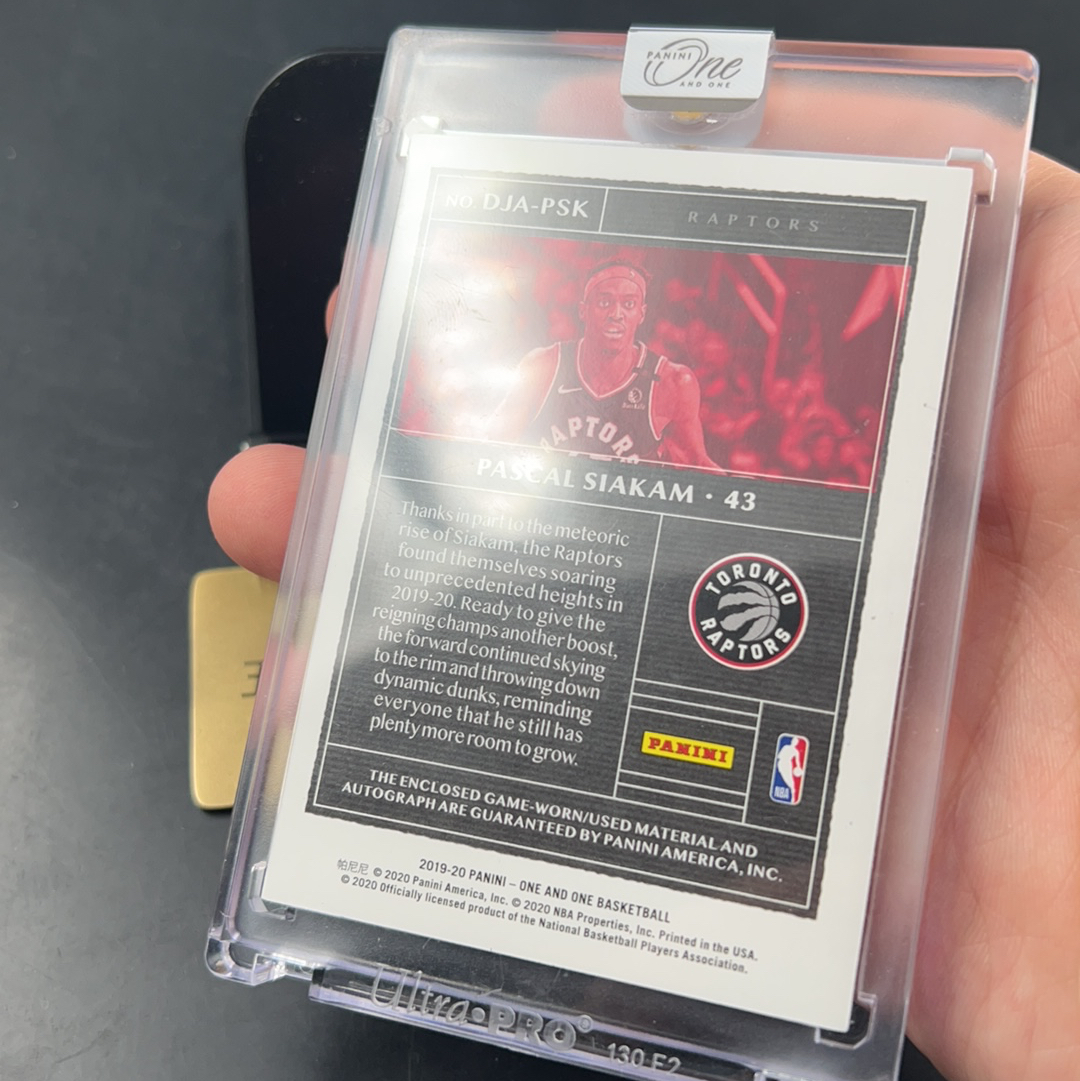 PANINI
One
AND ONE
NO. DJA-PSK
RAPTORS
RAPTORS
PASCAL SIAKAM • 43
Thanks in part to the meteoric
rise of Siakam, the Raptors
found themselves soaring
to unprecedented heights in
2019-20. Ready to give the
reigning champs another boost,
the forward continued skying
to the rim and throwing down
dynamic dunks, reminding
everyone that he still has
plenty more room to grow.
TORONTO
RAPTORS
PANINI
NBA
THE ENCLOSED GAME-WORN/USED MATERIAL AND
AUTOGRAPH ARE GUARANTEED BY PANINI AMERICA, INC.
2019-20 PANINI – ONE AND ONE BASKETBALL
帕尼尼 © 2020 Panini America, Inc. © 2020 NBA Properties, Inc. Printed in the USA.
© 2020 Officially licensed product of the National Basketball Players Association.
Ultra•PRO®
130-E2